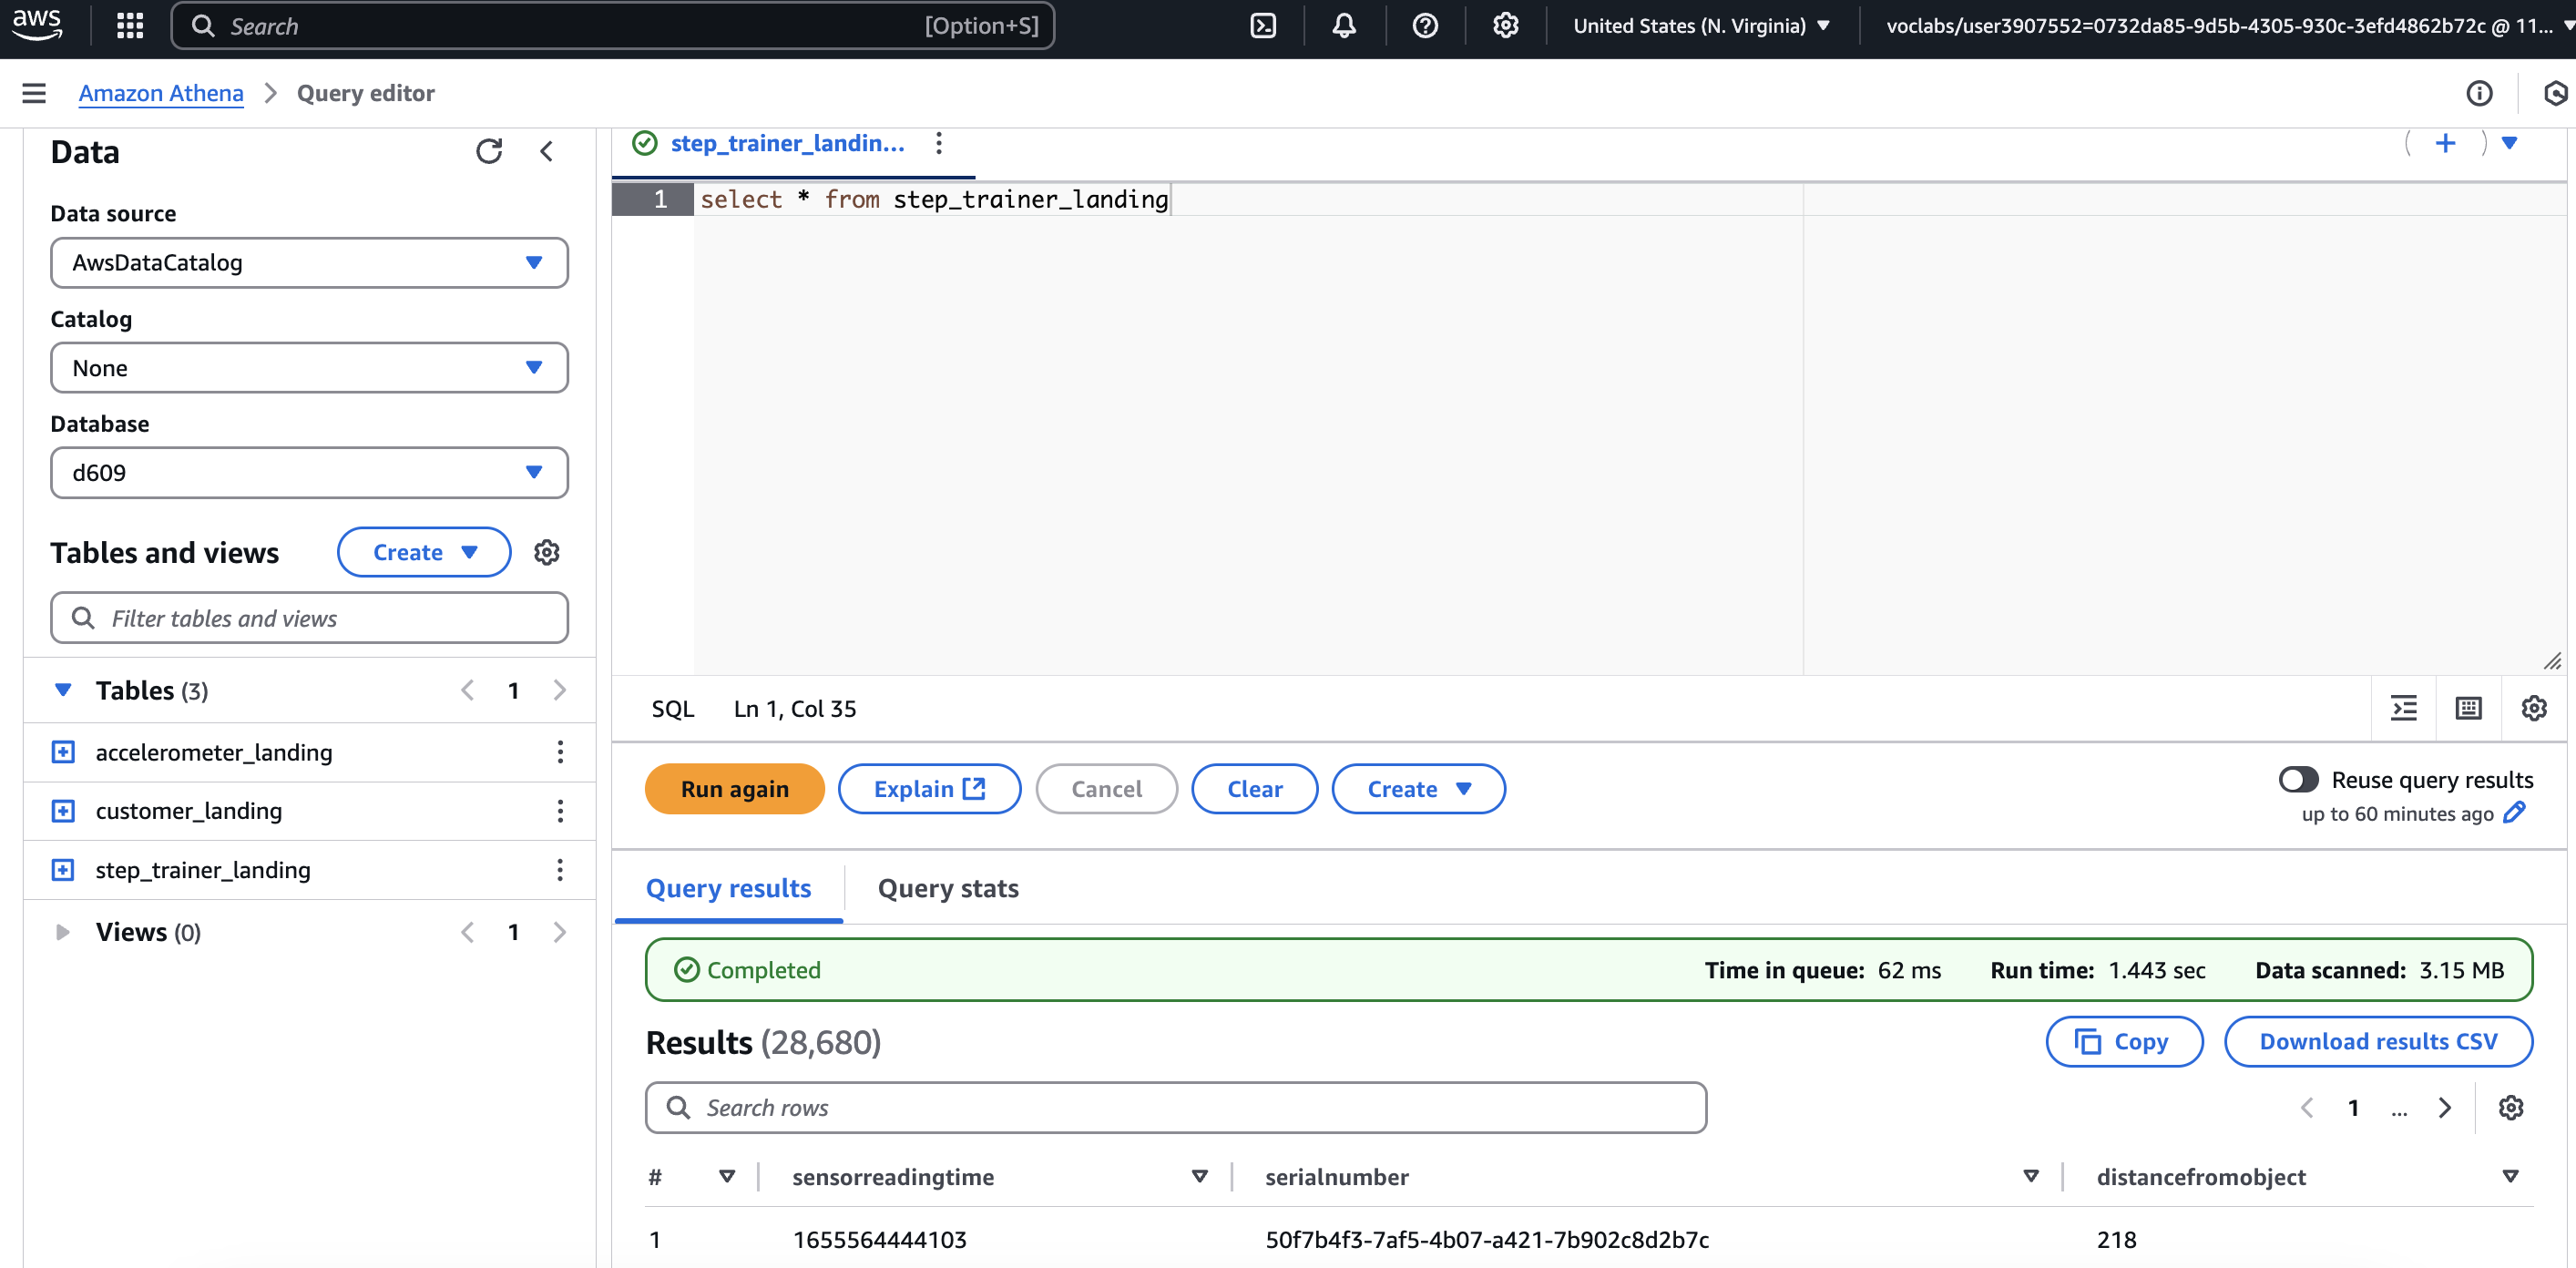 aws
Search [Option+S]
United States (N. Virginia)
voclabs/user3907552=0732da85-9d5b-4305-930c-3efd4862b72c @ 11...
Amazon Athena > Query editor
Data
Data source
AwsDataCatalog
Catalog
None
Database
d609
Tables and views
Create
Filter tables and views
Tables (3)
1
accelerometer_landing
customer_landing
step_trainer_landing
Views (0)
1
step_trainer_landin...
1 select * from step_trainer_landing
SQL Ln 1, Col 35
Run again
Explain
Cancel
Clear
Create
Reuse query results
up to 60 minutes ago
Query results
Query stats
Completed
Time in queue: 62 ms Run time: 1.443 sec Data scanned: 3.15 MB
Results (28,680)
Copy
Download results CSV
Search rows
1 ...
# sensorreadingtime serialnumber distancefromobject
1 1655564444103 50f7b4f3-7af5-4b07-a421-7b902c8d2b7c 218